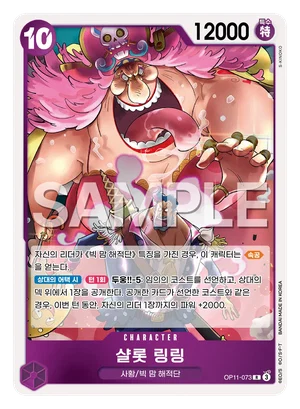 10
12000
특수
特
SAMPLE
자신의 리더가 《빅 맘 해적단》 특징을 가진 경우, 이 캐릭터는 속공
을 얻는다.
상대의 어택 시 턴 1회 두웅!!-5 임의의 코스트를 선언하고, 상대의
덱 위에서 1장을 공개한다. 공개한 카드가 선언한 코스트와 같은
경우, 이번 턴 동안, 자신의 리더 1장까지의 파워 +2000.
CHARACTER
샬롯 링링
사황/빅 맘 해적단
OP11-073 R 3
BANDAI MADE IN KOREA